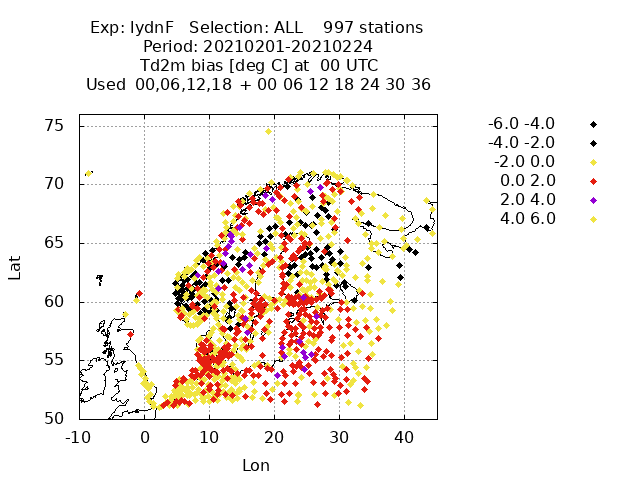 Exp: IydnF Selection: ALL 997 stations
Period: 20210201-20210224
Td2m bias [deg C] at 00 UTC
Used 00,06,12,18 + 00 06 12 18 24 30 36
-6.0 -4.0
-4.0 -2.0
-2.0 0.0
0.0 2.0
2.0 4.0
4.0 6.0
75
70
65
60
55
50
Lat
-10 0 10 20 30 40
Lon